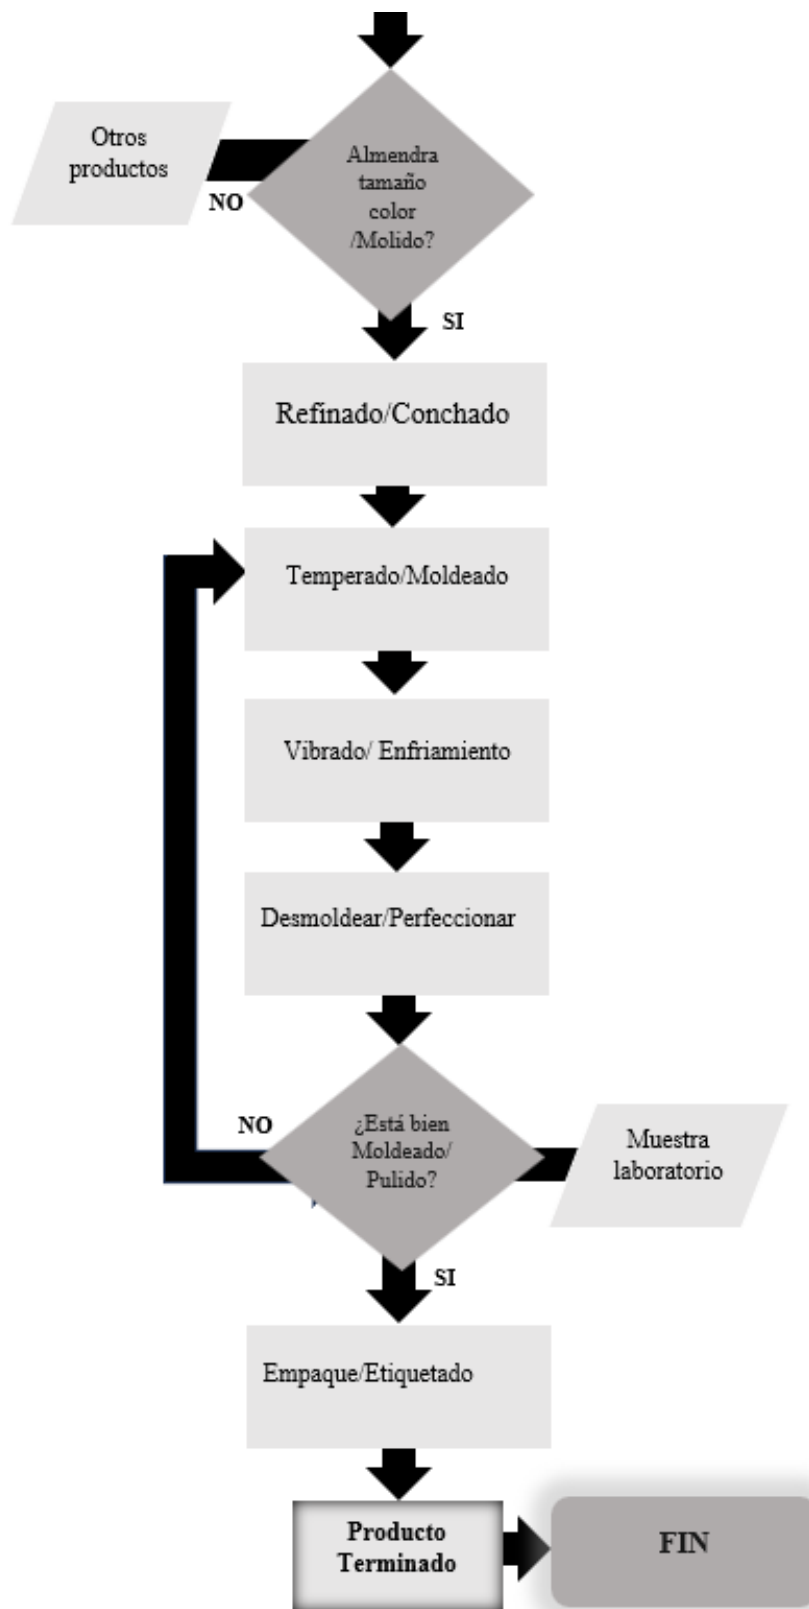 Otros
productos
NO
Almendra
tamaño
color
/Molido?
SI
Refínado/Conchado
Temperado/Moldeado
Vibrado/ Enfriamiento
Desmoldear/Perfeccionar
NO
¿Está bien
Moldeado/
Pulido?
Muestra
laboratorio
SI
Empaque/Etiquetado
Producto
Terminado
FIN